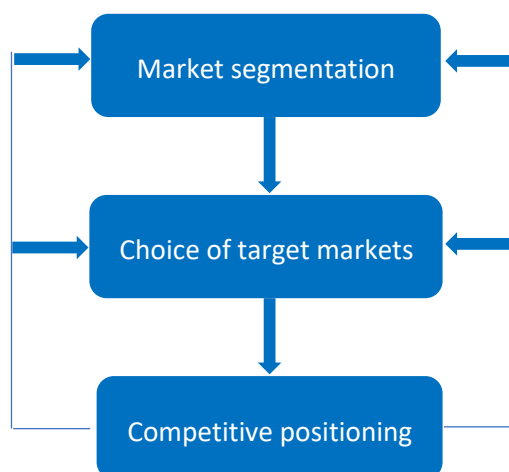 Market segmentation
Choice of target markets
Competitive positioning